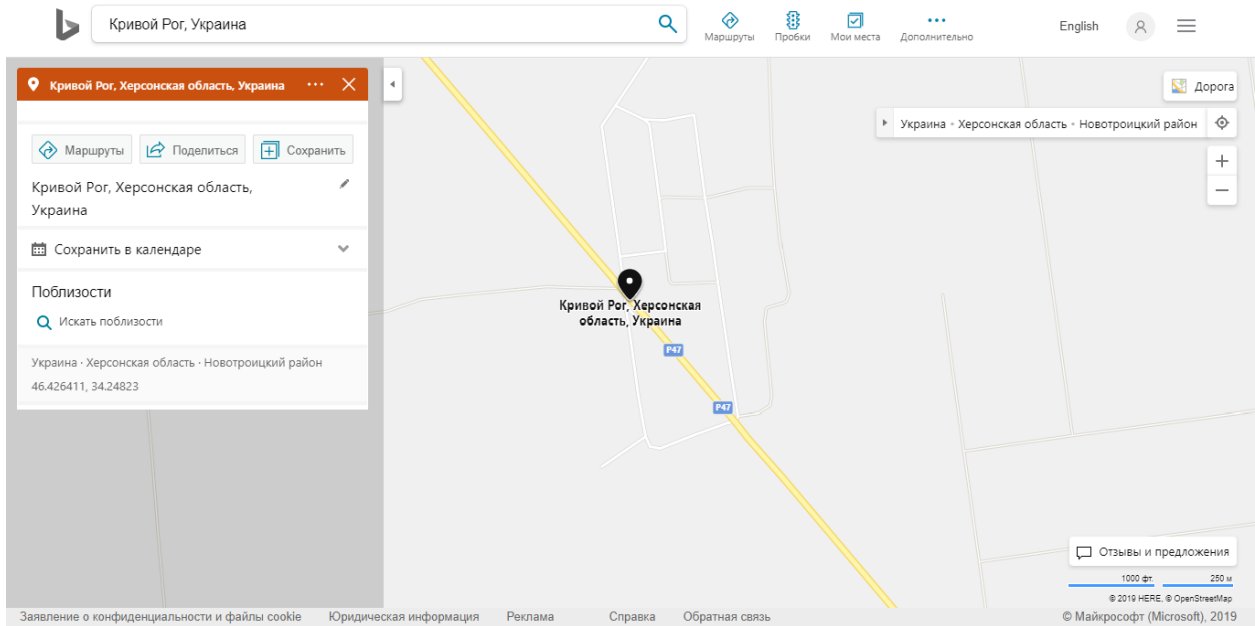 Кривой Рог, Украина
Маршруты
Пробки
Мои места
Дополнительно
English
Кривой Рог, Херсонская область, Украина
Маршруты
Поделиться
Сохранить
Кривой Рог, Херсонская область,
Украина
Сохранить в календаре
Поблизости
Искать поблизости
Украина · Херсонская область · Новотроицкий район
46.426411, 34.24823
Дорога
Украина · Херсонская область · Новотроицкий район
Кривой Рог, Херсонская
область, Украина
P47
P47
Отзывы и предложения
1000 фт. 250 м
© 2019 HERE, © OpenStreetMap
Заявление о конфиденциальности и файлы cookie Юридическая информация Реклама Справка Обратная связь © Майкрософт (Microsoft), 2019